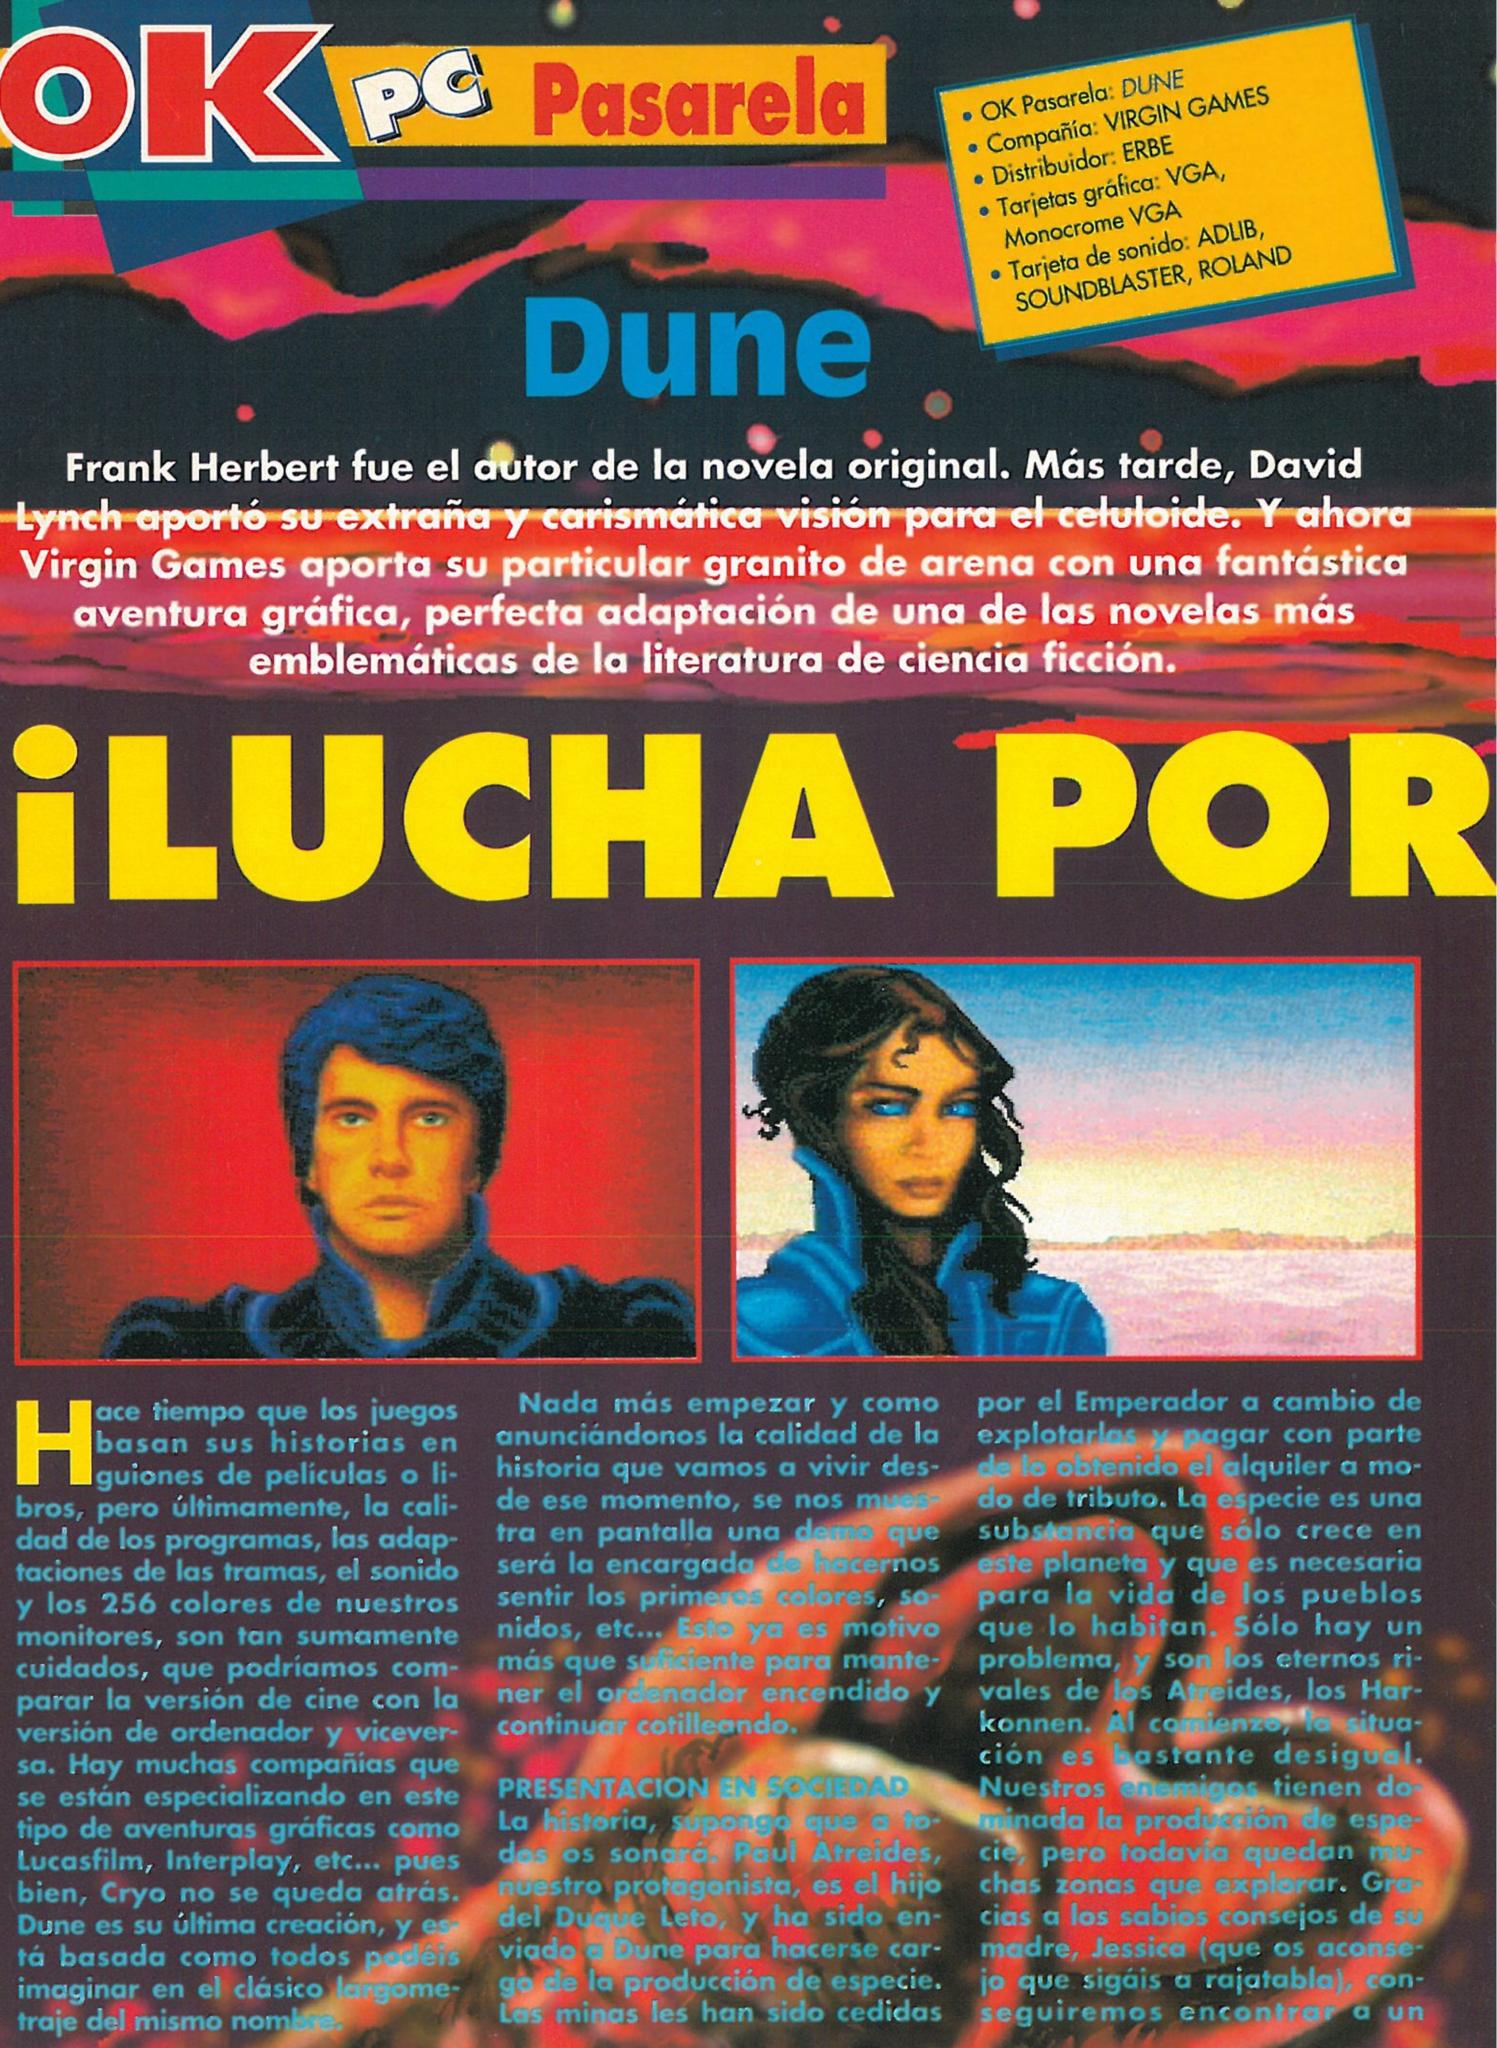 OK PC Pasarela
• OK Pasarela: DUNE
• Compañía: VIRGIN GAMES
• Distribuidor: ERBE
• Tarjetas gráfica: VGA,
Monocrome VGA
• Tarjeta de sonido: ADLIB,
SOUNDBLASTER, ROLAND
Dune
Frank Herbert fue el autor de la novela original. Más tarde, David
Lynch aportó su extraña y carismática visión para el celuloide. Y ahora
Virgin Games aporta su particular granito de arena con una fantástica
aventura gráfica, perfecta adaptación de una de las novelas más
emblemáticas de la literatura de ciencia ficción.
¡LUCHA POR
Hace tiempo que los juegos
basan sus historias en
guiones de películas o li-
bros, pero últimamente, la cali-
dad de los programas, las adap-
taciones de las tramas, el sonido
y los 256 colores de nuestros
monitores, son tan sumamente
cuidados, que podríamos com-
parar la versión de cine con la
versión de ordenador y vicever-
sa. Hay muchas compañías que
se están especializando en este
tipo de aventuras gráficas como
Lucasfilm, Interplay, etc... pues
bien, Cryo no se queda atrás.
Dune es su última creación, y es-
tá basada como todos podéis
imaginar en el clásico largome-
traje del mismo nombre.
Nada más empezar y como
anunciándonos la calidad de la
historia que vamos a vivir des-
de ese momento, se nos mues-
tra en pantalla una demo que
será la encargada de hacernos
sentir los primeros colores, so-
nidos, etc... Esto ya es motivo
más que suficiente para mante-
ner el ordenador encendido y
continuar cotilleando.
PRESENTACION EN SOCIEDAD
La historia, supongo que a to-
dos os sonará. Paul Atreides,
nuestro protagonista, es el hijo
del Duque Leto, y ha sido en-
viado a Dune para hacerse car-
go de la producción de especie.
Las minas les han sido cedidas
por el Emperador a cambio de
explotarlas y pagar con parte
de lo obtenido el alquiler a mo-
do de tributo. La especie es una
substancia que sólo crece en
este planeta y que es necesaria
para la vida de los pueblos
que lo habitan. Sólo hay un
problema, y son los eternos ri-
vales de los Atreides, los Har-
konnen. Al comienzo, la situa-
ción es bastante desigual.
Nuestros enemigos tienen do-
minada la producción de espe-
cie, pero todavía quedan mu-
chas zonas que explorar. Gra-
cias a los sabios consejos de su
madre, Jessica (que os aconse-
jo que sigáis a rajatabla), con-
seguiremos encontrar a un